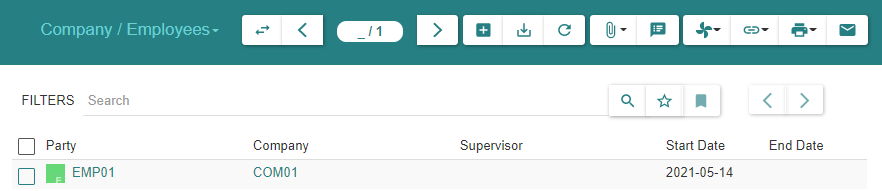 Company / Employees
_ / 1
FILTERS Search
Party Company Supervisor Start Date End Date
E EMP01 COM01 2021-05-14